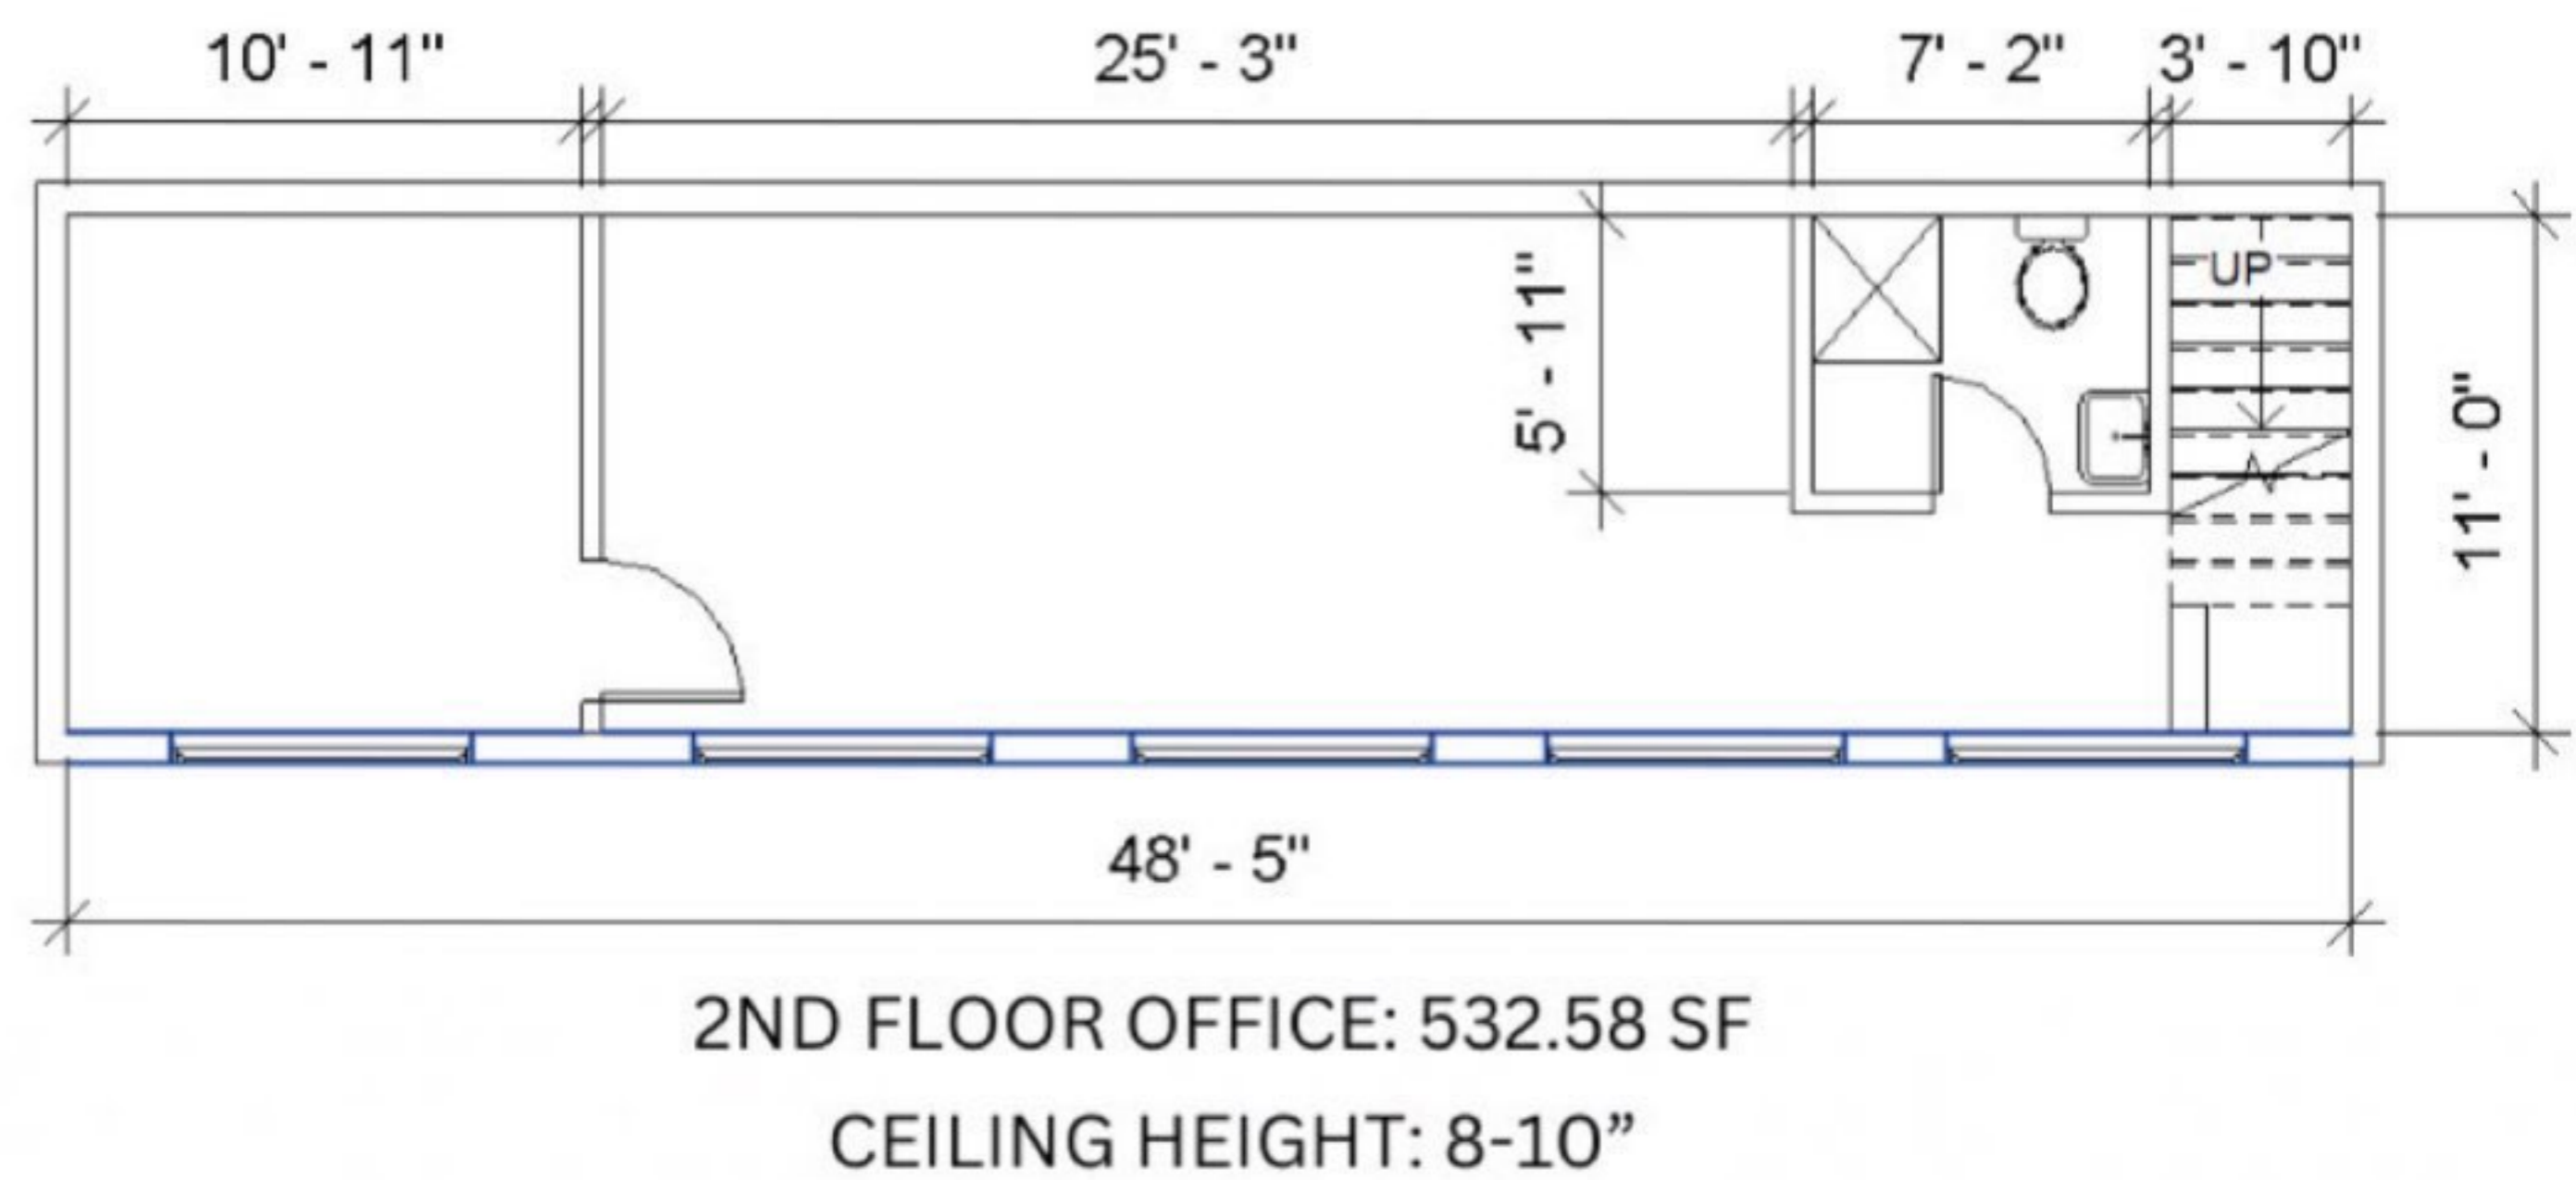 10' - 11" 25' - 3" 7' - 2" 3' - 10"
UP
5' - 11"
11' - 0"
48' - 5"
2ND FLOOR OFFICE: 532.58 SF
CEILING HEIGHT: 8-10”